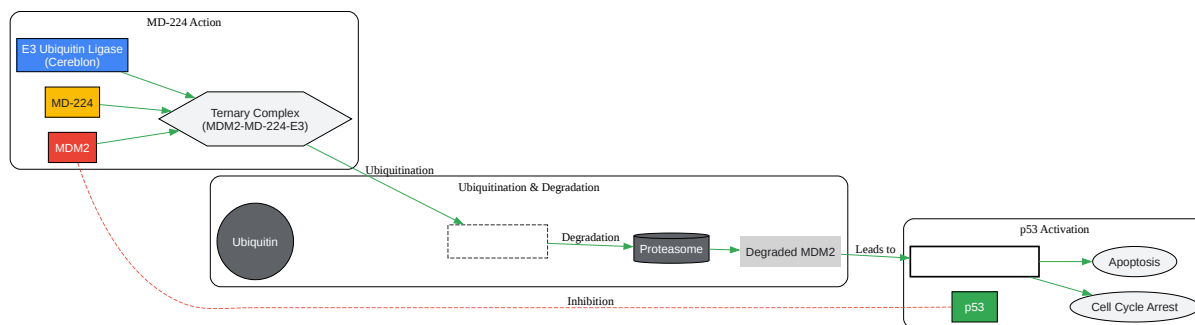 MD-224 Action
E3 Ubiquitin Ligase
(Cereblon)
MD-224
MDM2
Ternary Complex
(MDM2-MD-224-E3)
Ubiquitination
Ubiquitination & Degradation
Ubiquitin
Degradation
Proteasome
Degraded MDM2
Leads to
p53 Activation
Apoptosis
Cell Cycle Arrest
p53
Inhibition